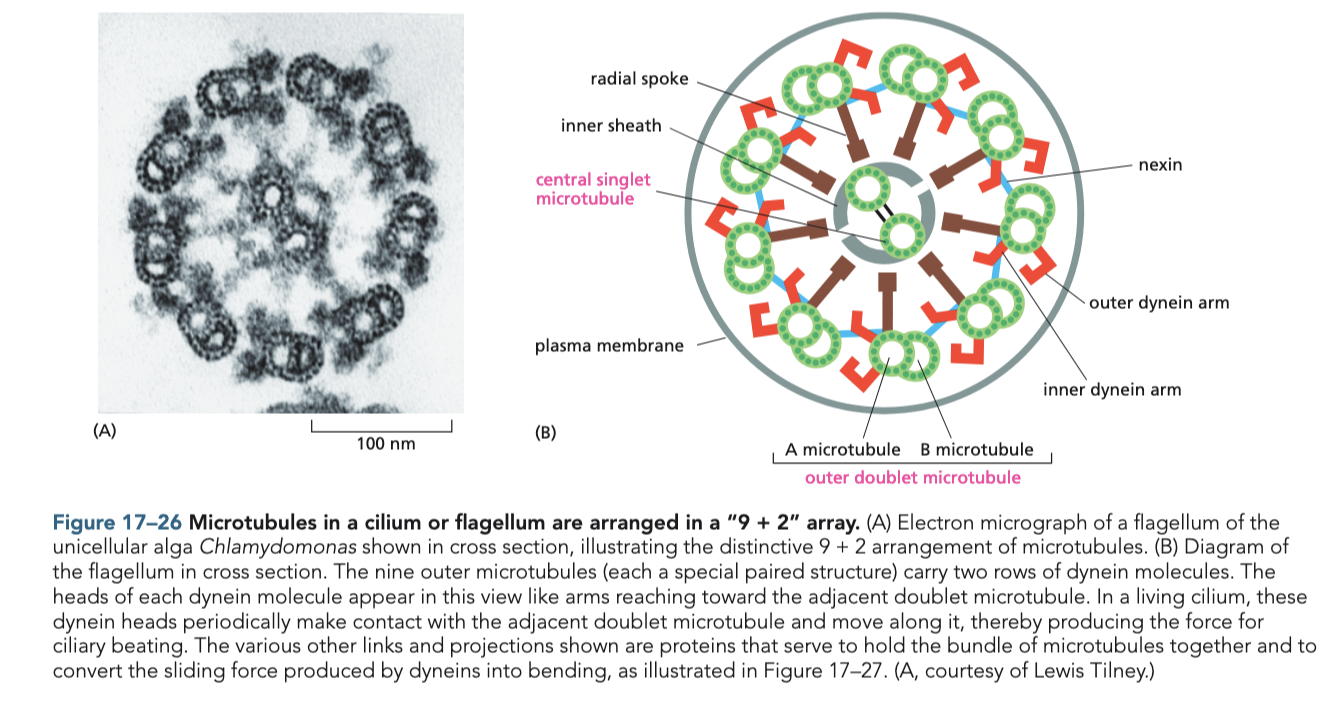 radial spoke
inner sheath
central singlet
microtubule
nexin
outer dynein arm
plasma membrane
inner dynein arm
(A)
100 nm
(B)
A microtubule
B microtubule
outer doublet microtubule
Figure 17–26 Microtubules in a cilium or flagellum are arranged in a “9 + 2” array. (A) Electron micrograph of a flagellum of the
unicellular alga Chlamydomonas shown in cross section, illustrating the distinctive 9 + 2 arrangement of microtubules. (B) Diagram of
the flagellum in cross section. The nine outer microtubules (each a special paired structure) carry two rows of dynein molecules. The
heads of each dynein molecule appear in this view like arms reaching toward the adjacent doublet microtubule. In a living cilium, these
dynein heads periodically make contact with the adjacent doublet microtubule and move along it, thereby producing the force for
ciliary beating. The various other links and projections shown are proteins that serve to hold the bundle of microtubules together and to
convert the sliding force produced by dyneins into bending, as illustrated in Figure 17–27. (A, courtesy of Lewis Tilney.)